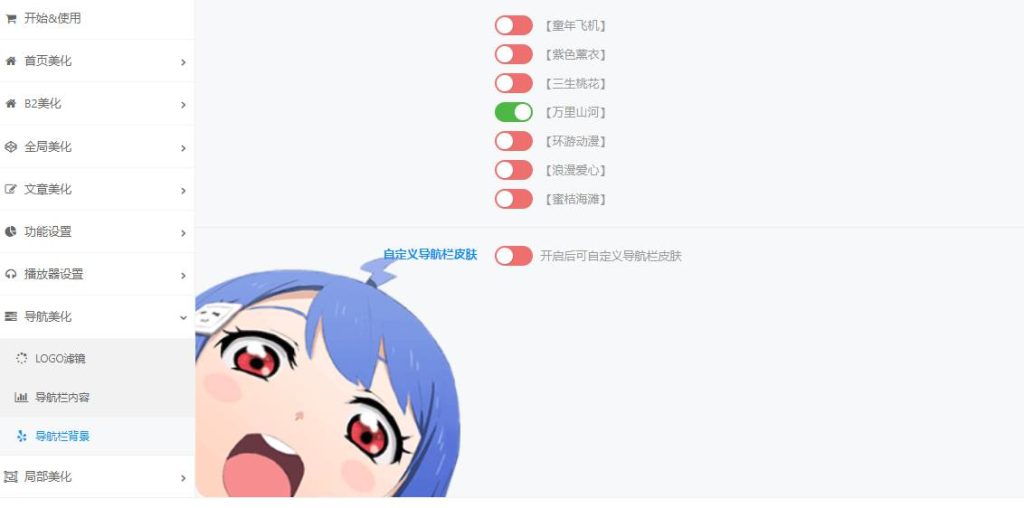 开始&使用
首页美化
B2美化
全局美化
文章美化
功能设置
播放器设置
导航美化
LOGO滤镜
导航栏内容
导航栏背景
局部美化
【童年飞机】
【紫色薰衣】
【三生桃花】
【万里山河】
【环游动漫】
【浪漫爱心】
【蜜桔海滩】
自定义导航栏皮肤
开启后可自定义导航栏皮肤